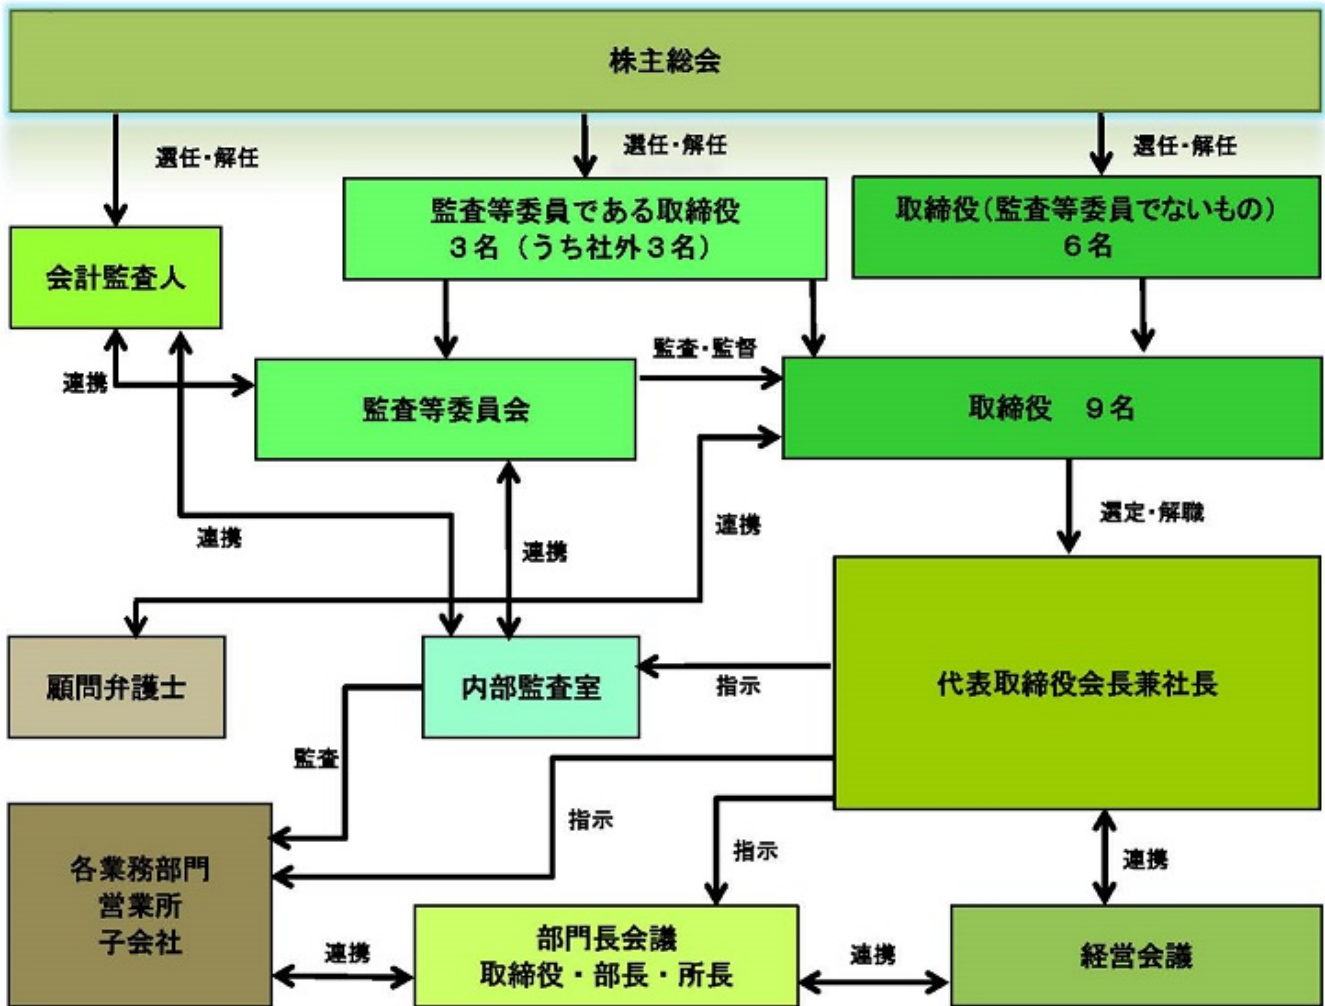 株主総会
選任・解任
選任・解任
選任・解任
監査等委員である取締役
3名（うち社外3名）
取締役（監査等委員でないもの）
6名
会計監査人
連携
監査等委員会
監査・監督
取締役　9名
連携
連携
連携
選定・解職
顧問弁護士
内部監査室
指示
代表取締役会長兼社長
監査
指示
指示
連携
各業務部門
営業所
子会社
連携
部門長会議
取締役・部長・所長
連携
経営会議